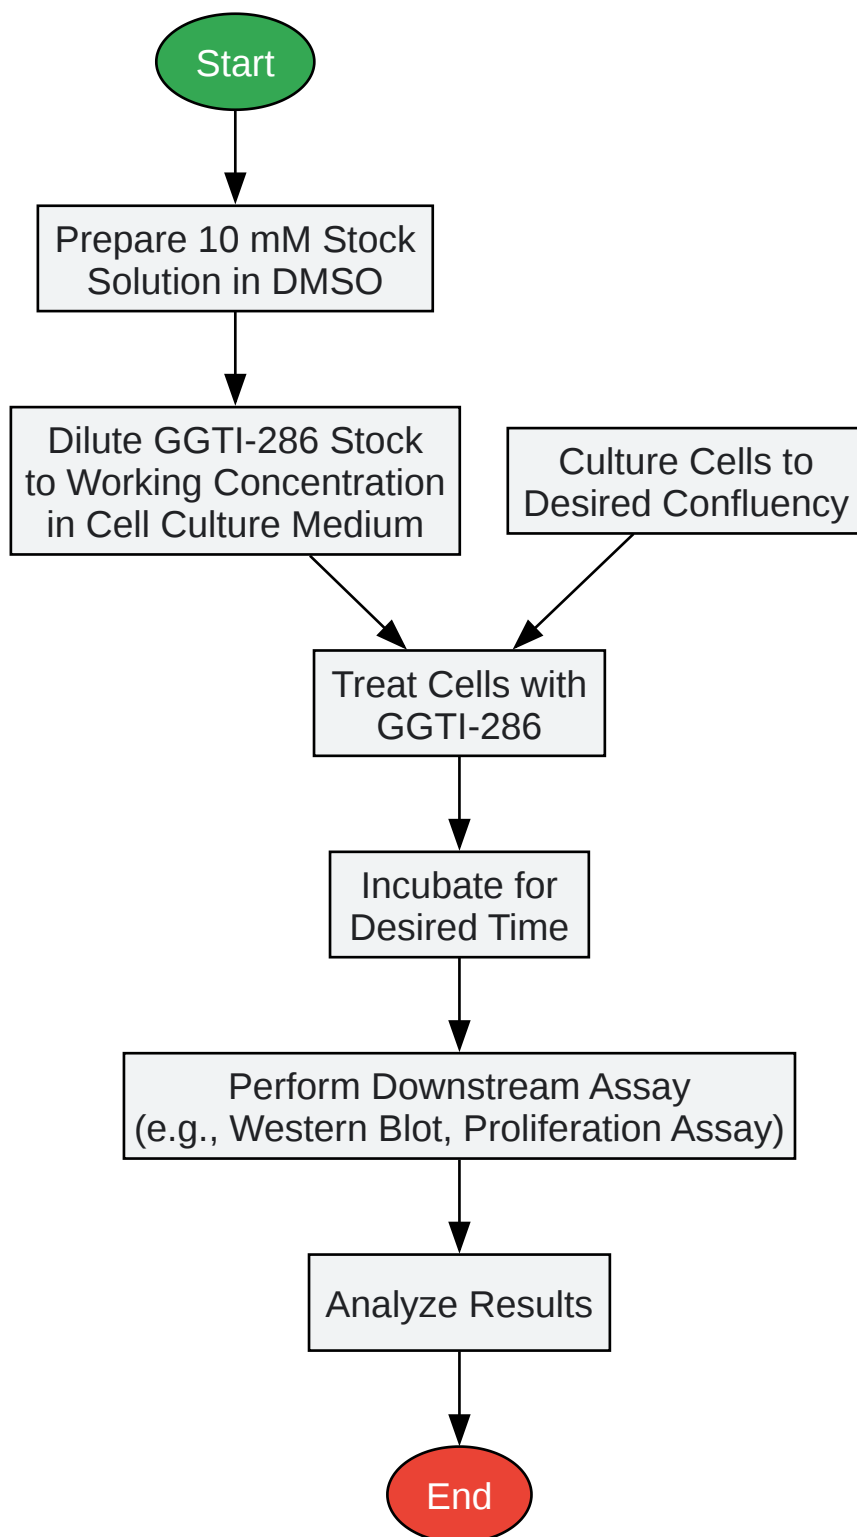 Start
Prepare 10 mM Stock
Solution in DMSO
Dilute GGTI-286 Stock
to Working Concentration
in Cell Culture Medium
Culture Cells to
Desired Confluency
Treat Cells with
GGTI-286
Incubate for
Desired Time
Perform Downstream Assay
(e.g., Western Blot, Proliferation Assay)
Analyze Results
End